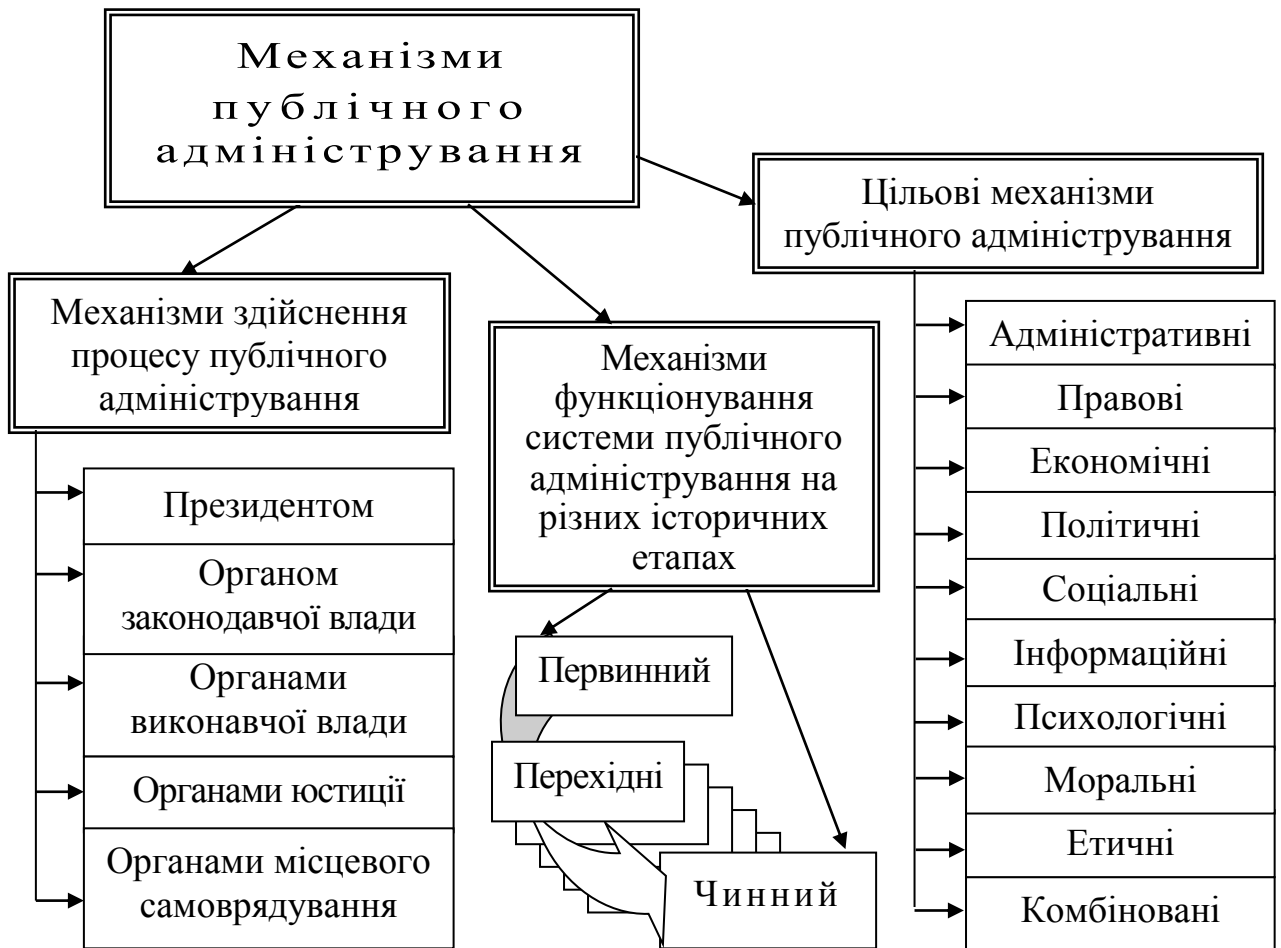 Механізми
публічного
адміністрування
Цільові механізми
публічного адміністрування
Механізми здійснення
процесу публічного
адміністрування
Механізми
функціонування
системи публічного
адміністрування на
різних історичних
етапах
Президентом
Органом
законодавчої влади
Органами
виконавчої влади
Органами юстиції
Органами місцевого
самоврядування
Первинний
Перехідні
Чинний
Адміністративні
Правові
Економічні
Політичні
Соціальні
Інформаційні
Психологічні
Моральні
Етичні
Комбіновані